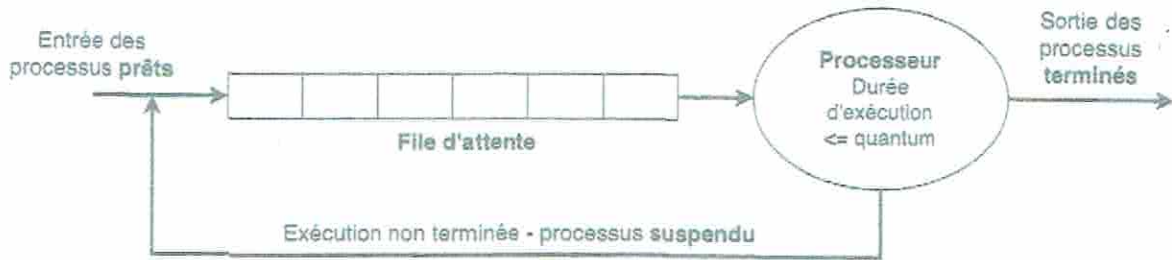 Entrée des
processus prêts
File d'attente
Processeur
Durée
d'exécution
<= quantum
Sortie des
processus
terminés
Exécution non terminée - processus suspendu